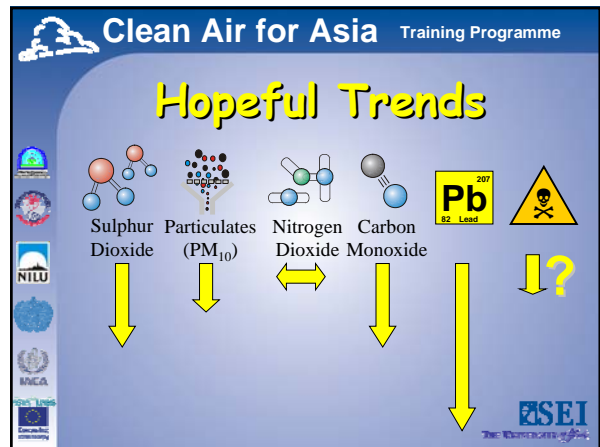 Clean Air for Asia Training Programme
Hopeful Trends
207
Pb
82 Lead
Sulphur Dioxide
Particulates (PM10)
Nitrogen Dioxide
Carbon Monoxide
?
NILU
SEI